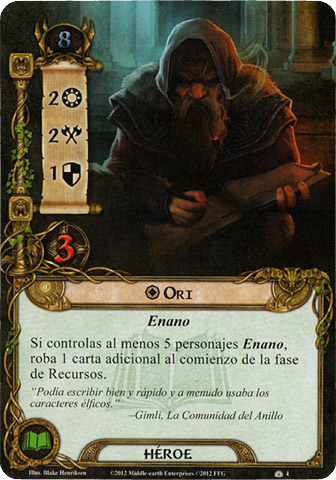 8
2
2
1
3
Ori
Enano
Si controlas al menos 5 personajes Enano,
roba 1 carta adicional al comienzo de la fase
de Recursos.
“Podía escribir bien y rápido y a menudo usaba los
caracteres élficos.”
–Gimli, La Comunidad del Anillo
HÉROE
Illus. Blake Henriksen
©2012 Middle-earth Enterprises ©2012 FFG
4